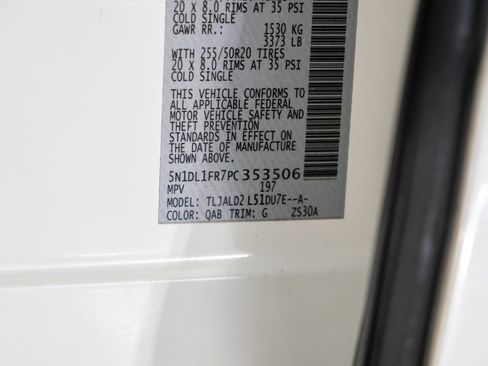 20 X 8.0 RIMS AT 35 PSI
COLD SINGLE
GAWR RR.: 1530 KG
3373 LB
WITH 255/50R20 TIRES
20 X 8.0 RIMS AT 35 PSI
COLD SINGLE
THIS VEHICLE CONFORMS TO
ALL APPLICABLE FEDERAL
MOTOR VEHICLE SAFETY AND
THEFT PREVENTION
STANDARDS IN EFFECT ON
THE DATE OF MANUFACTURE
SHOWN ABOVE.
5N1DL1FR7PC353506
MPV 197
MODEL: TLJALD2 L51DU7E--A-
COLOR: QAB TRIM: G ZS30A